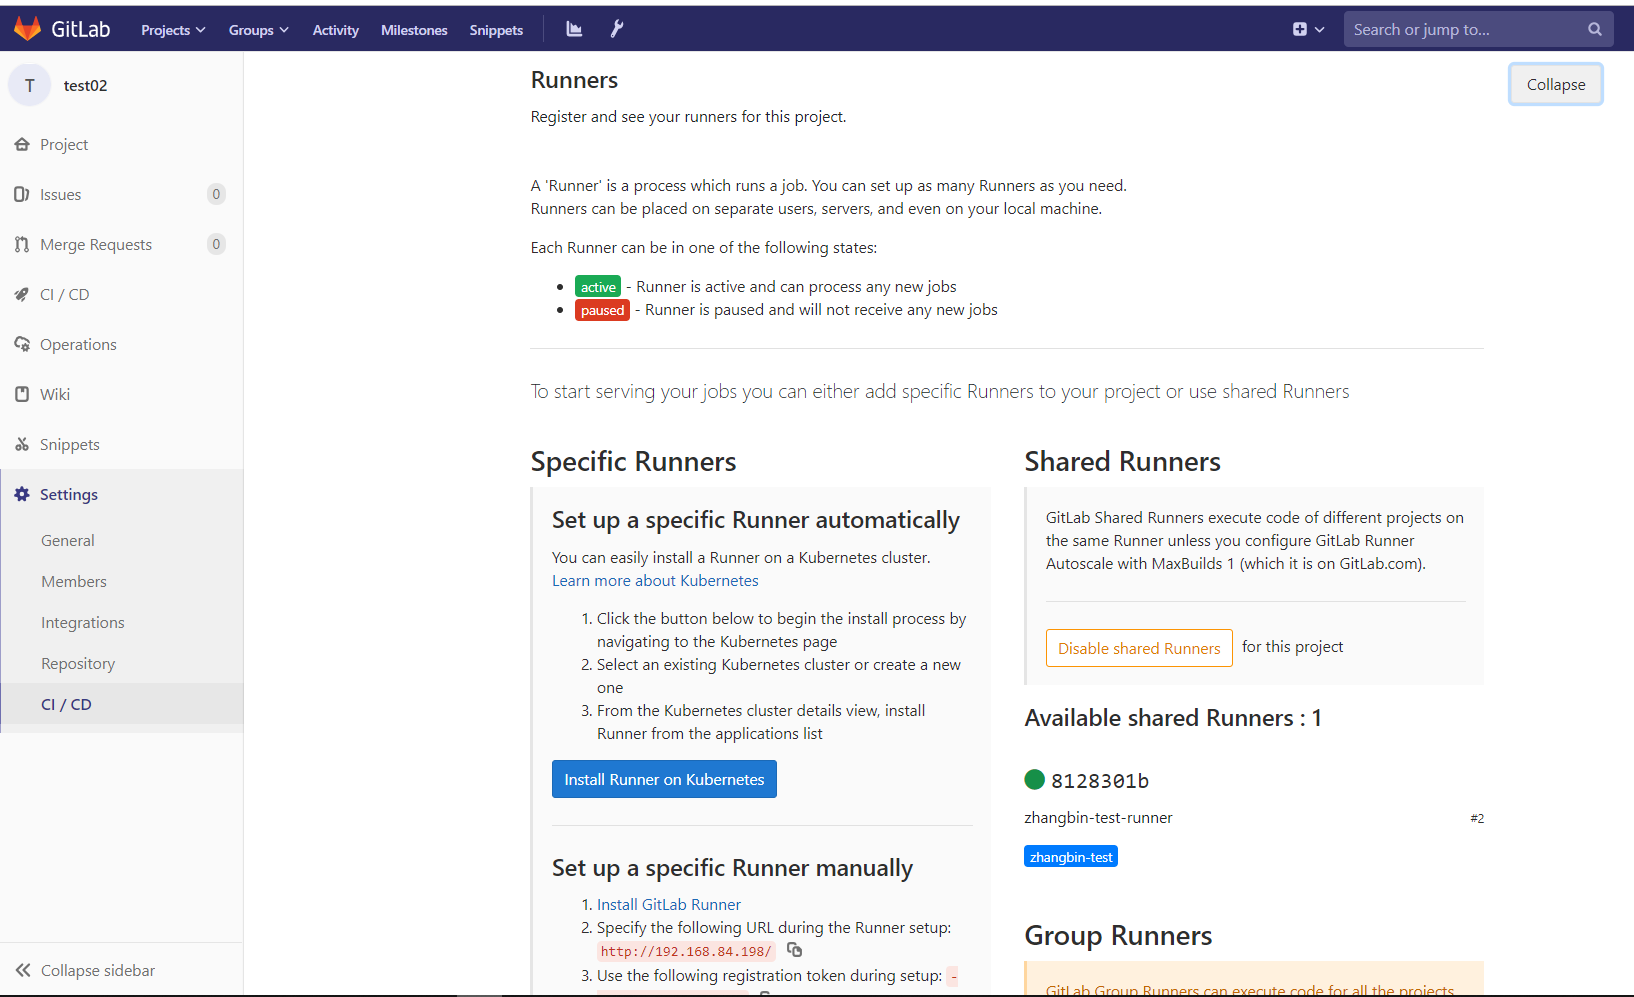 GitLab
Projects
Groups
Activity
Milestones
Snippets
Search or jump to...
T
test02
Project
Issues
0
Merge Requests
0
CI / CD
Operations
Wiki
Snippets
Settings
General
Members
Integrations
Repository
CI / CD
Collapse sidebar
Runners
Collapse
Register and see your runners for this project.
A 'Runner' is a process which runs a job. You can set up as many Runners as you need.
Runners can be placed on separate users, servers, and even on your local machine.
Each Runner can be in one of the following states:
active - Runner is active and can process any new jobs
paused - Runner is paused and will not receive any new jobs
To start serving your jobs you can either add specific Runners to your project or use shared Runners
Specific Runners
Set up a specific Runner automatically
You can easily install a Runner on a Kubernetes cluster.
Learn more about Kubernetes
1. Click the button below to begin the install process by
navigating to the Kubernetes page
2. Select an existing Kubernetes cluster or create a new
one
3. From the Kubernetes cluster details view, install
Runner from the applications list
Install Runner on Kubernetes
Set up a specific Runner manually
1. Install GitLab Runner
2. Specify the following URL during the Runner setup:
http://192.168.84.198/
3. Use the following registration token during setup: -
Shared Runners
GitLab Shared Runners execute code of different projects on
the same Runner unless you configure GitLab Runner
Autoscale with MaxBuilds 1 (which it is on GitLab.com).
Disable shared Runners for this project
Available shared Runners : 1
8128301b
zhangbin-test-runner
#2
zhangbin-test
Group Runners
GitLab Group Runners can execute code for all the projects